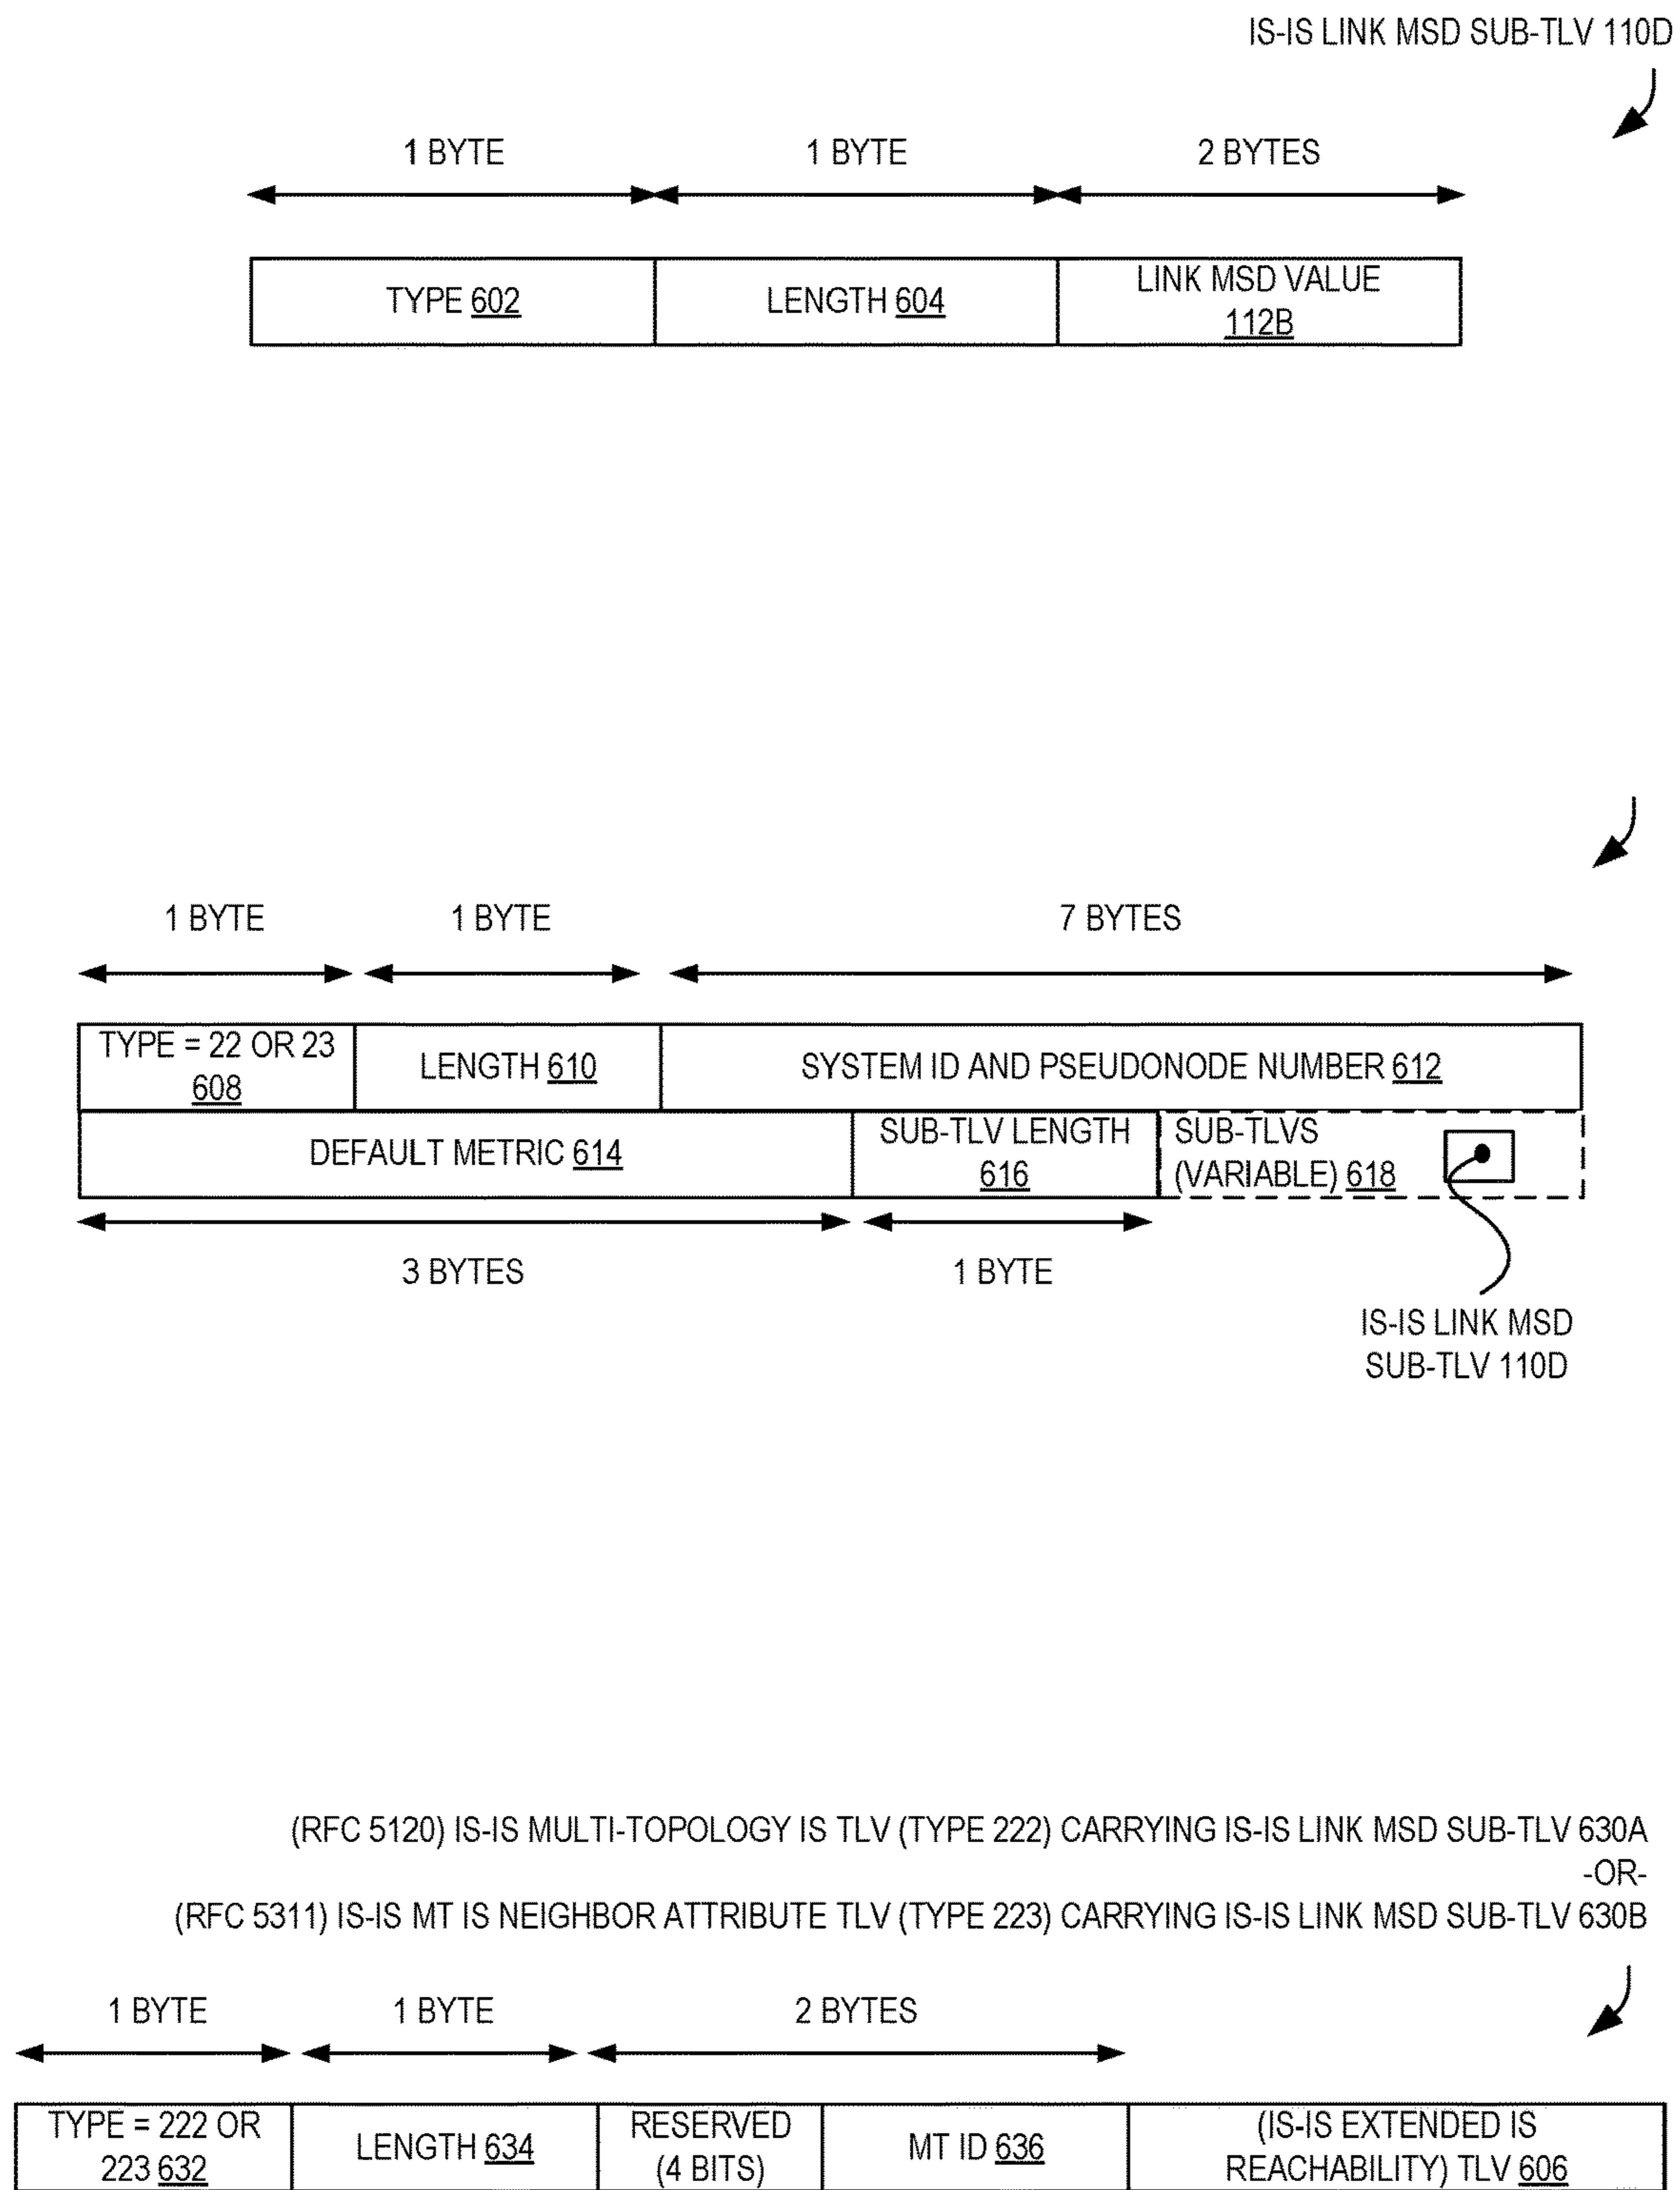 IS-IS LINK MSD SUB-TLV 110D
1 BYTE 1 BYTE 2 BYTES
TYPE 602 LENGTH 604 LINK MSD VALUE
112B
1 BYTE 1 BYTE 7 BYTES
TYPE = 22 OR 23
608
LENGTH 610
SYSTEM ID AND PSEUDONODE NUMBER 612
DEFAULT METRIC 614
SUB-TLV LENGTH
616
SUB-TLVS
(VARIABLE) 618
3 BYTES 1 BYTE
IS-IS LINK MSD
SUB-TLV 110D
(RFC 5120) IS-IS MULTI-TOPOLOGY IS TLV (TYPE 222) CARRYING IS-IS LINK MSD SUB-TLV 630A
-OR-
(RFC 5311) IS-IS MT IS NEIGHBOR ATTRIBUTE TLV (TYPE 223) CARRYING IS-IS LINK MSD SUB-TLV 630B
1 BYTE 1 BYTE 2 BYTES
TYPE = 222 OR
223 632
LENGTH 634
RESERVED
(4 BITS)
MT ID 636
(IS-IS EXTENDED IS
REACHABILITY) TLV 606